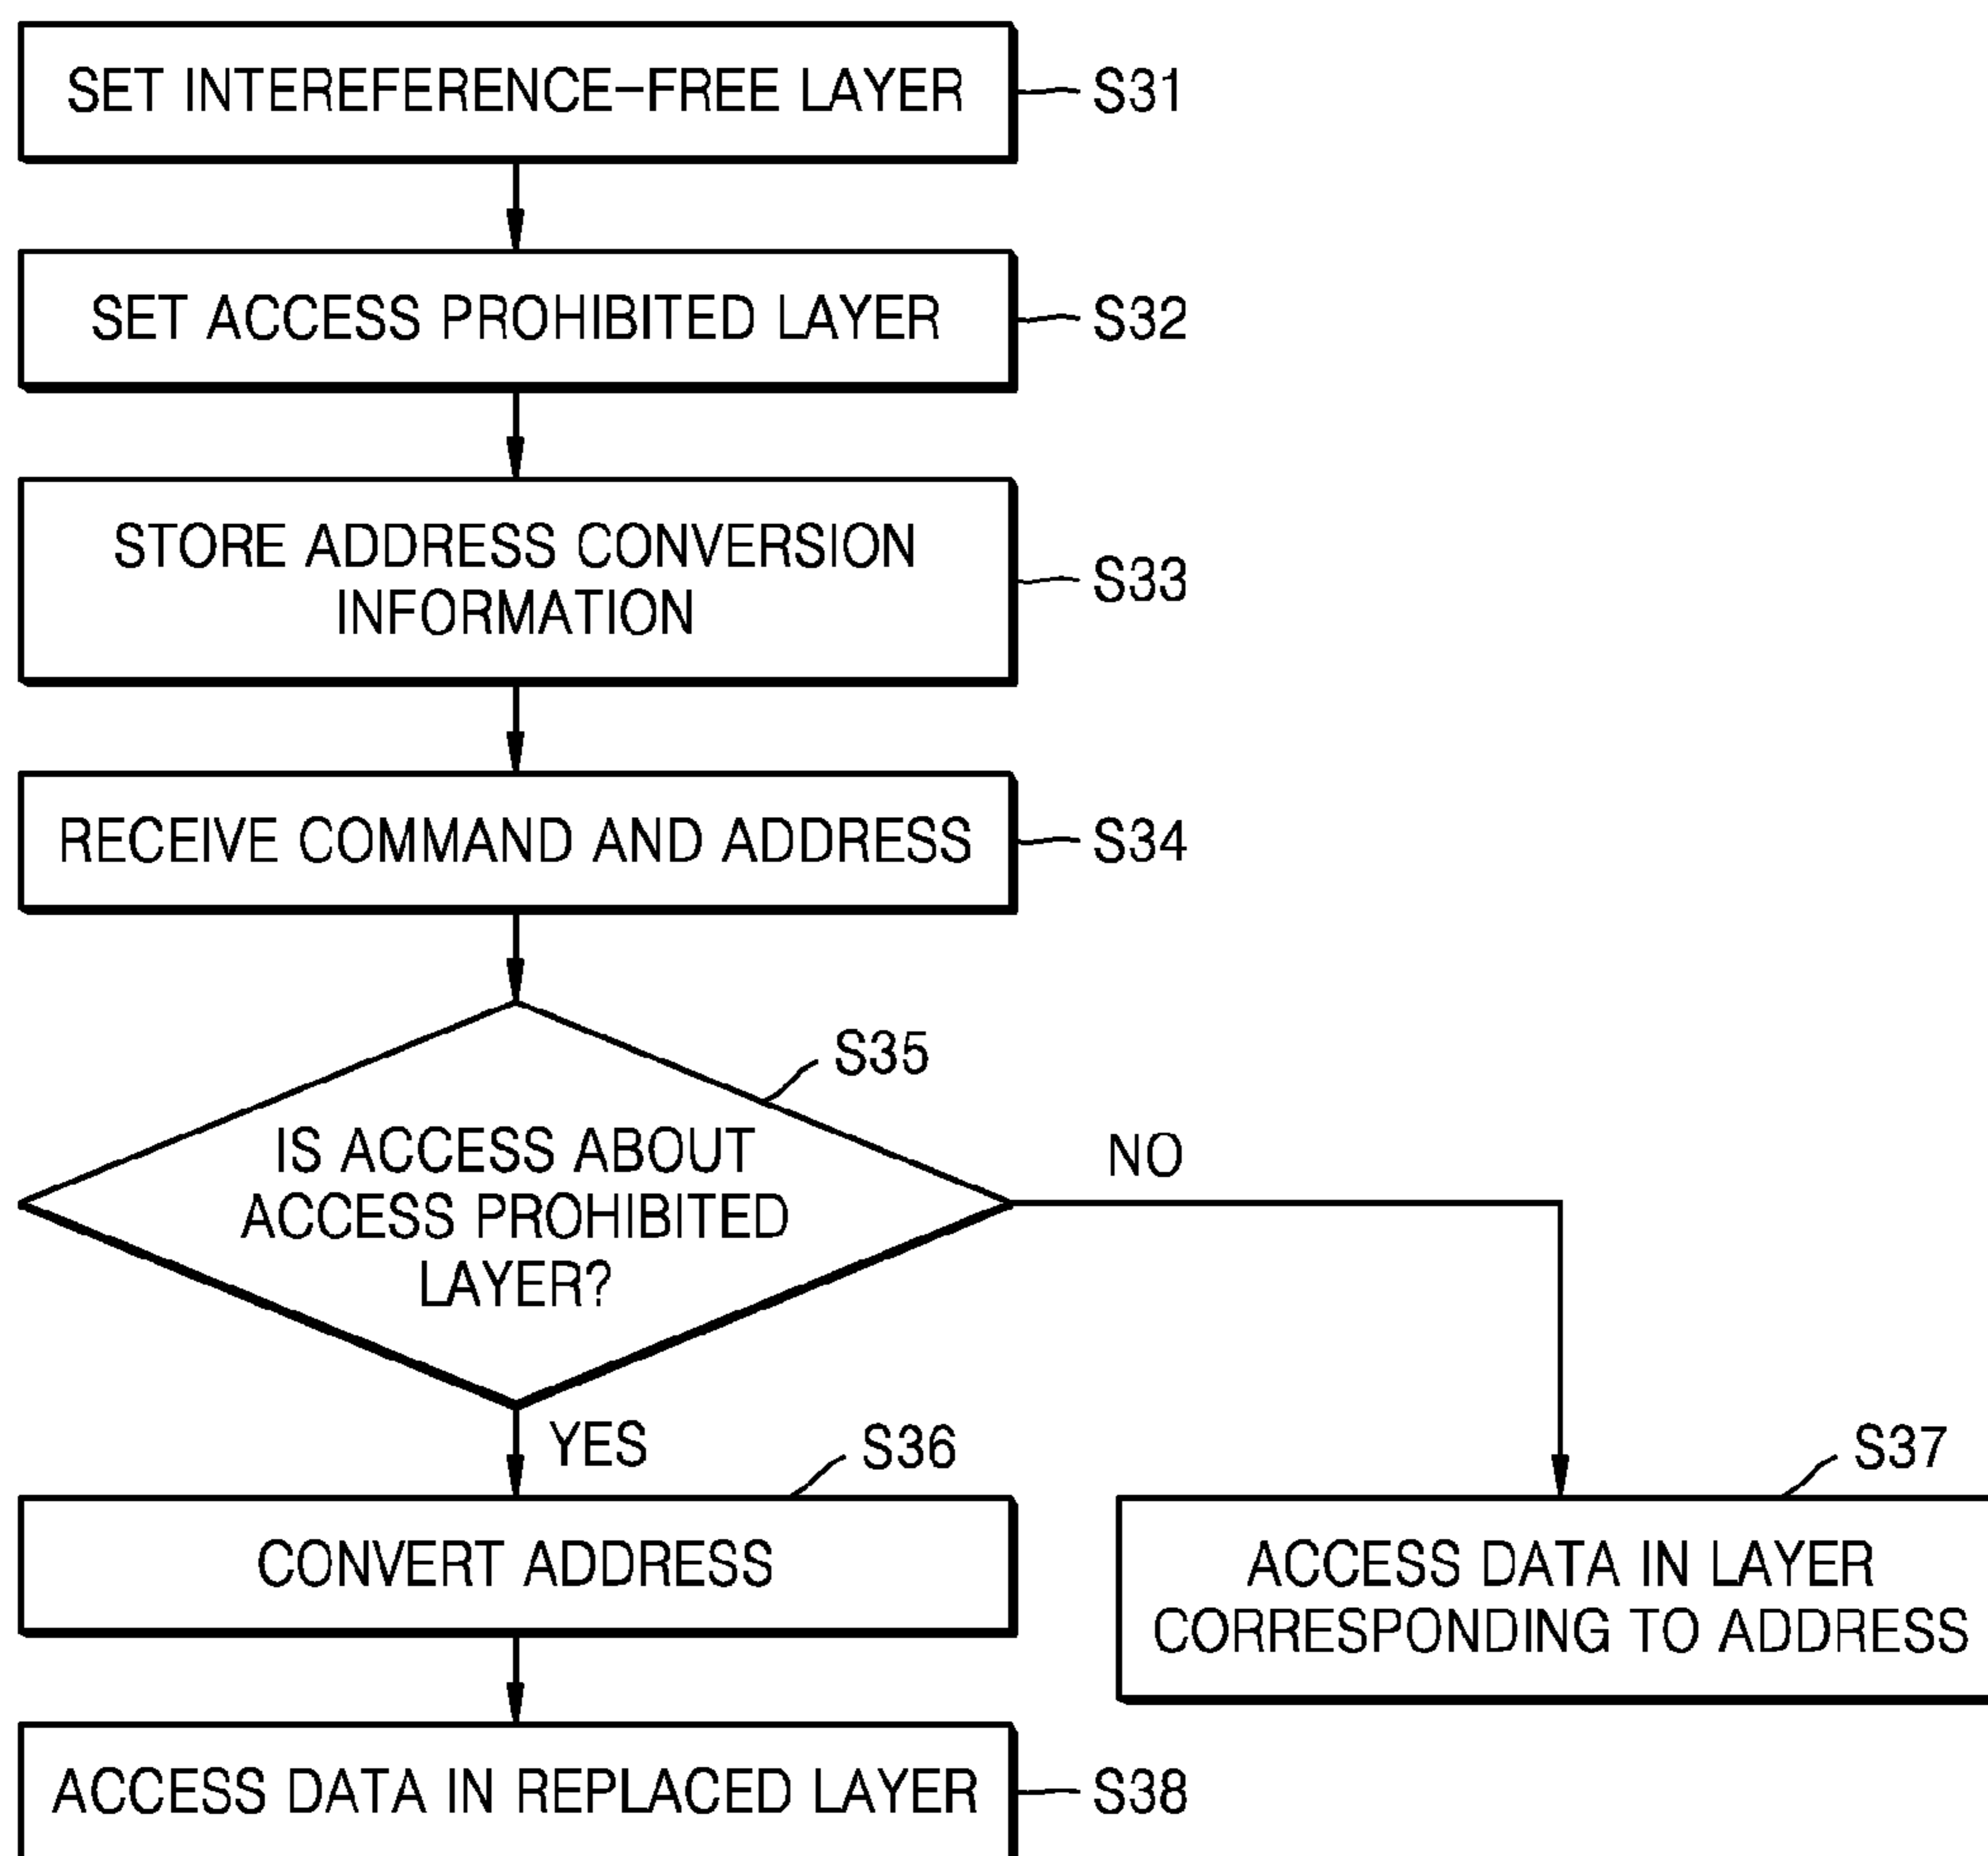 SET INTEREFERENCE-FREE LAYER
S31
SET ACCESS PROHIBITED LAYER
S32
STORE ADDRESS CONVERSION
INFORMATION
S33
RECEIVE COMMAND AND ADDRESS
S34
S35
IS ACCESS ABOUT
ACCESS PROHIBITED
LAYER?
NO
YES
S36
CONVERT ADDRESS
S37
ACCESS DATA IN LAYER
CORRESPONDING TO ADDRESS
ACCESS DATA IN REPLACED LAYER
S38